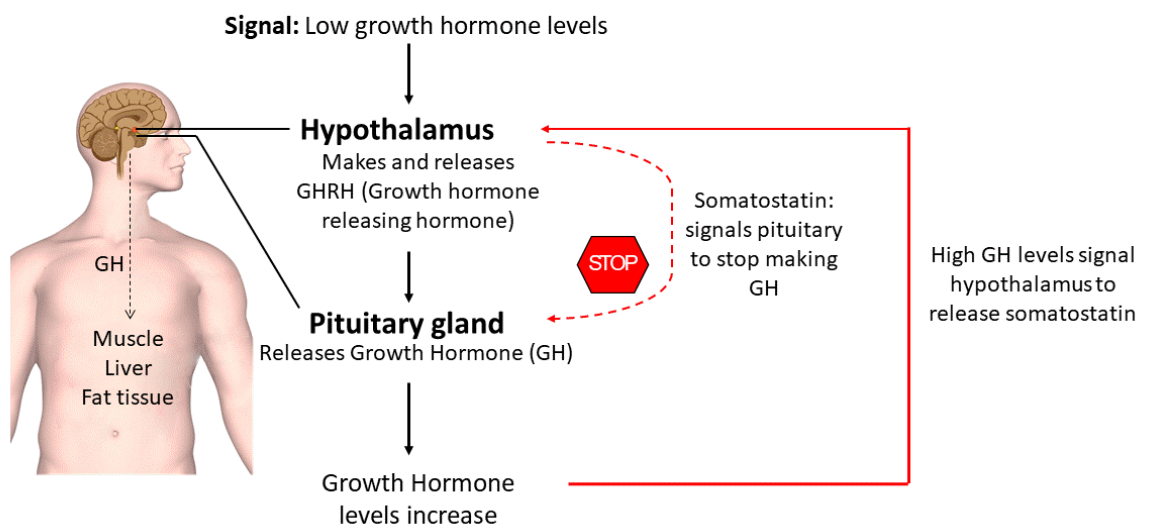 Signal: Low growth hormone levels
Hypothalamus
Makes and releases
GHRH (Growth hormone
releasing hormone)
Somatostatin:
signals pituitary
to stop making
GH
STOP
High GH levels signal
hypothalamus to
release somatostatin
GH
Muscle
Liver
Fat tissue
Pituitary gland
Releases Growth Hormone (GH)
Growth Hormone
levels increase